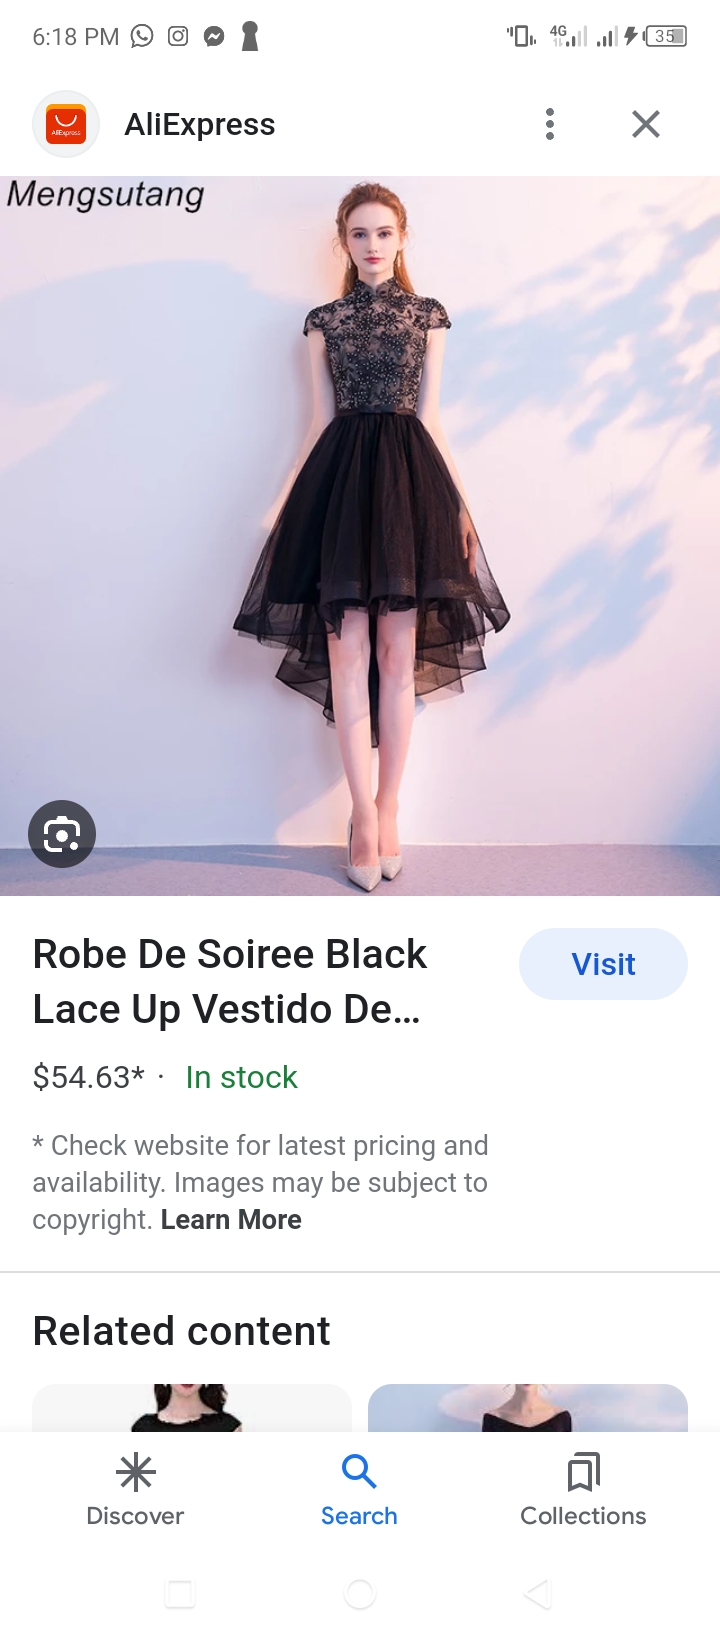 6:18 PM
4G
35
AliExpress
AliExpress
Mengsutang
Robe De Soiree Black
Lace Up Vestido De...
Visit
$54.63* · In stock
* Check website for latest pricing and
availability. Images may be subject to
copyright. Learn More
Related content
Discover
Search
Collections